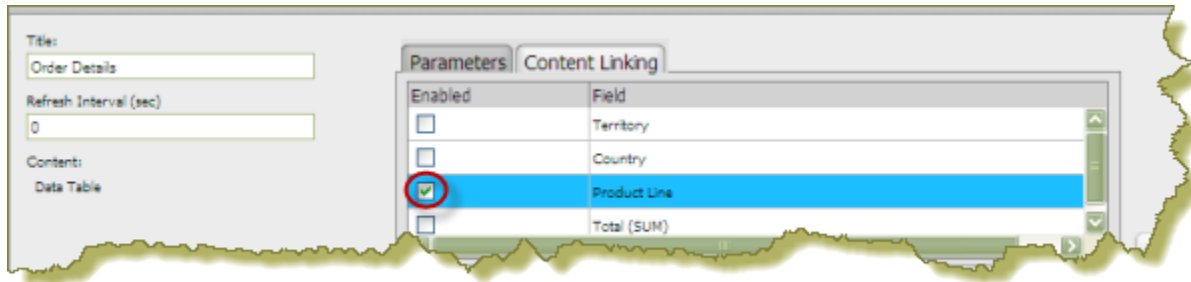 Title:
Order Details
Refresh Interval (sec)
0
Content:
Data Table
Parameters Content Linking
Enabled Field
Territory
Country
Product Line
Total (SUM)